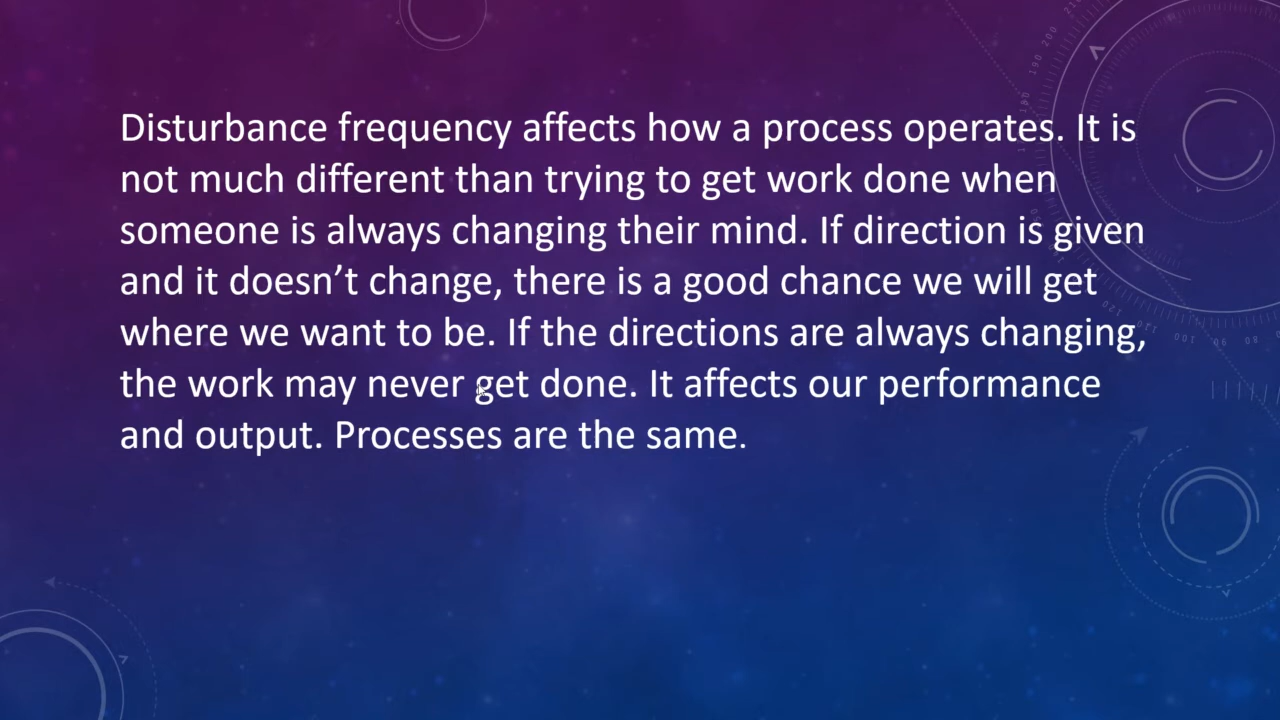 Disturbance frequency affects how a process operates. It is
not much different than trying to get work done when
someone is always changing their mind. If direction is given
and it doesn’t change, there is a good chance we will get
where we want to be. If the directions are always changing,
the work may never get done. It affects our performance
and output. Processes are the same.